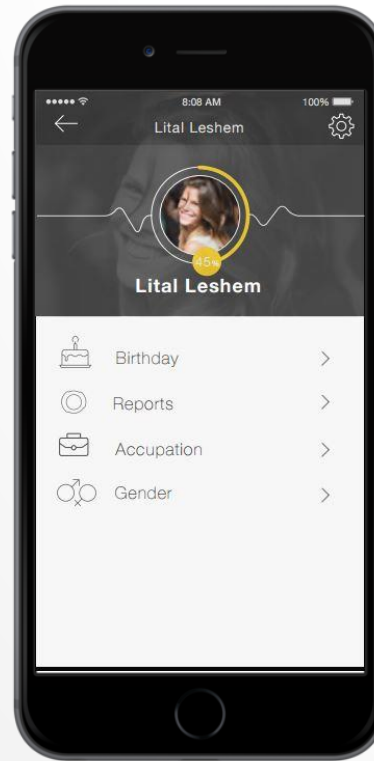 8:08 AM 100%
Lital Leshem
45%
Lital Leshem
Birthday
Reports
Accupation
Gender